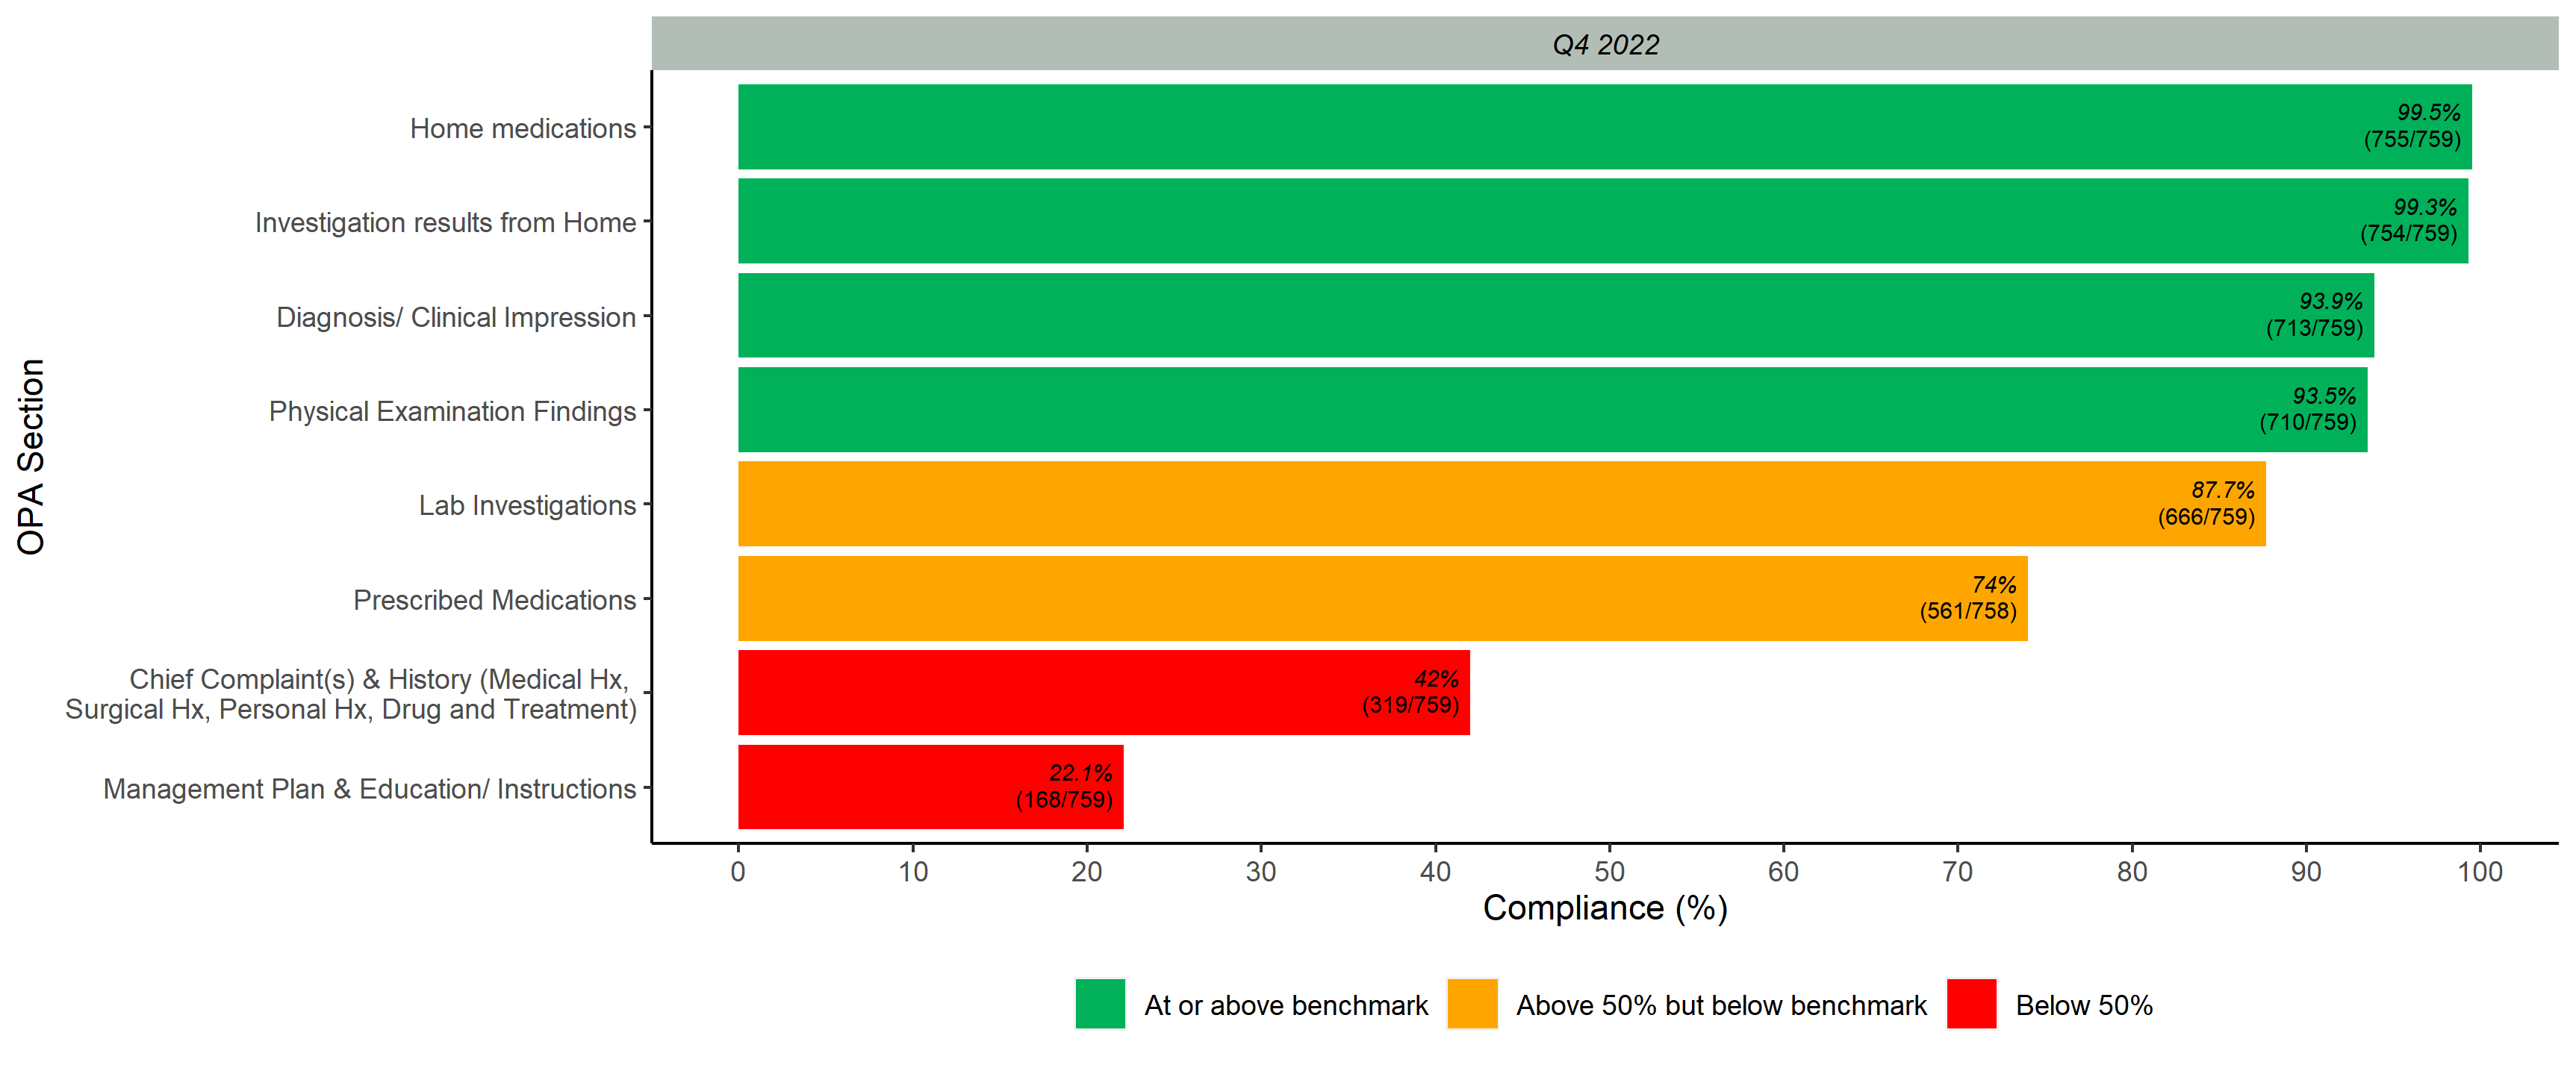 Q4 2022
OPA Section
Home medications
99.5%
(755/759)
Investigation results from Home
99.3%
(754/759)
Diagnosis/ Clinical Impression
93.9%
(713/759)
Physical Examination Findings
93.5%
(710/759)
Lab Investigations
87.7%
(666/759)
Prescribed Medications
74%
(561/758)
Chief Complaint(s) & History (Medical Hx,
Surgical Hx, Personal Hx, Drug and Treatment)
42%
(319/759)
Management Plan & Education/ Instructions
22.1%
(168/759)
0 10 20 30 40 50 60 70 80 90 100
Compliance (%)
At or above benchmark Above 50% but below benchmark Below 50%